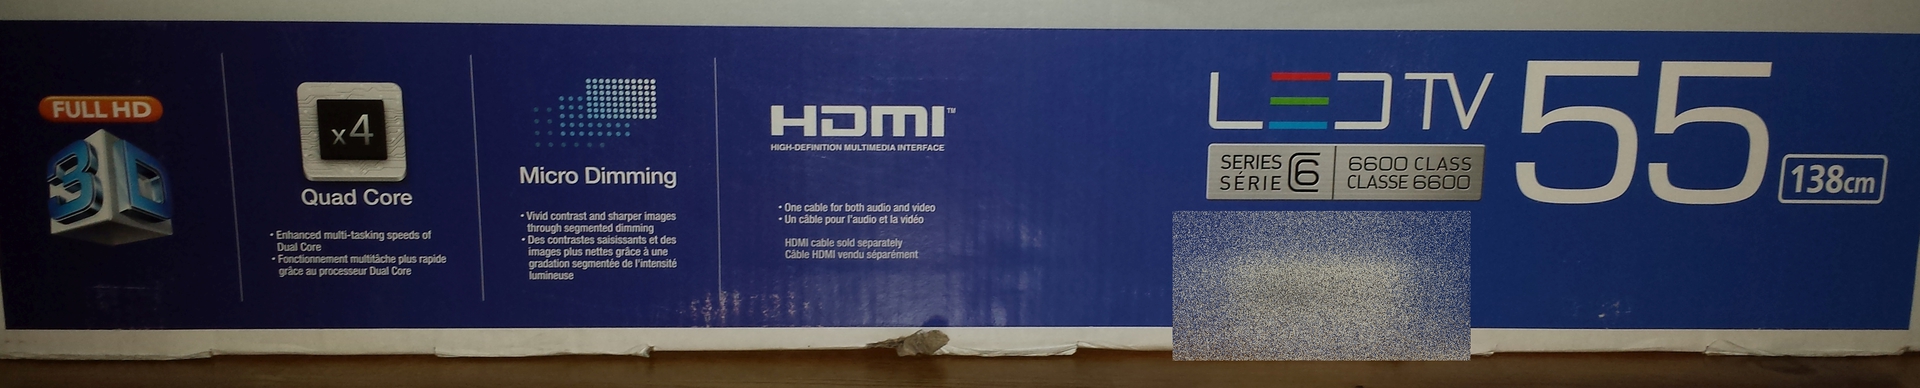 FULL HD
3D
x4
Quad Core
• Enhanced multi-tasking speeds of
Dual Core
• Fonctionnement multitâche plus rapide
grâce au processeur Dual Core
Micro Dimming
• Vivid contrast and sharper images
through segmented dimming
• Des contrastes saisissants et des
images plus nettes grâce à une
gradation segmentée de l'intensité
lumineuse
HDMI™
HIGH-DEFINITION MULTIMEDIA INTERFACE
• One cable for both audio and video
• Un câble pour l'audio et la vidéo
HDMI cable sold separately
Câble HDMI vendu séparément
LED TV 55
SERIES 6 6600 CLASS
SÉRIE CLASSE 6600
138cm